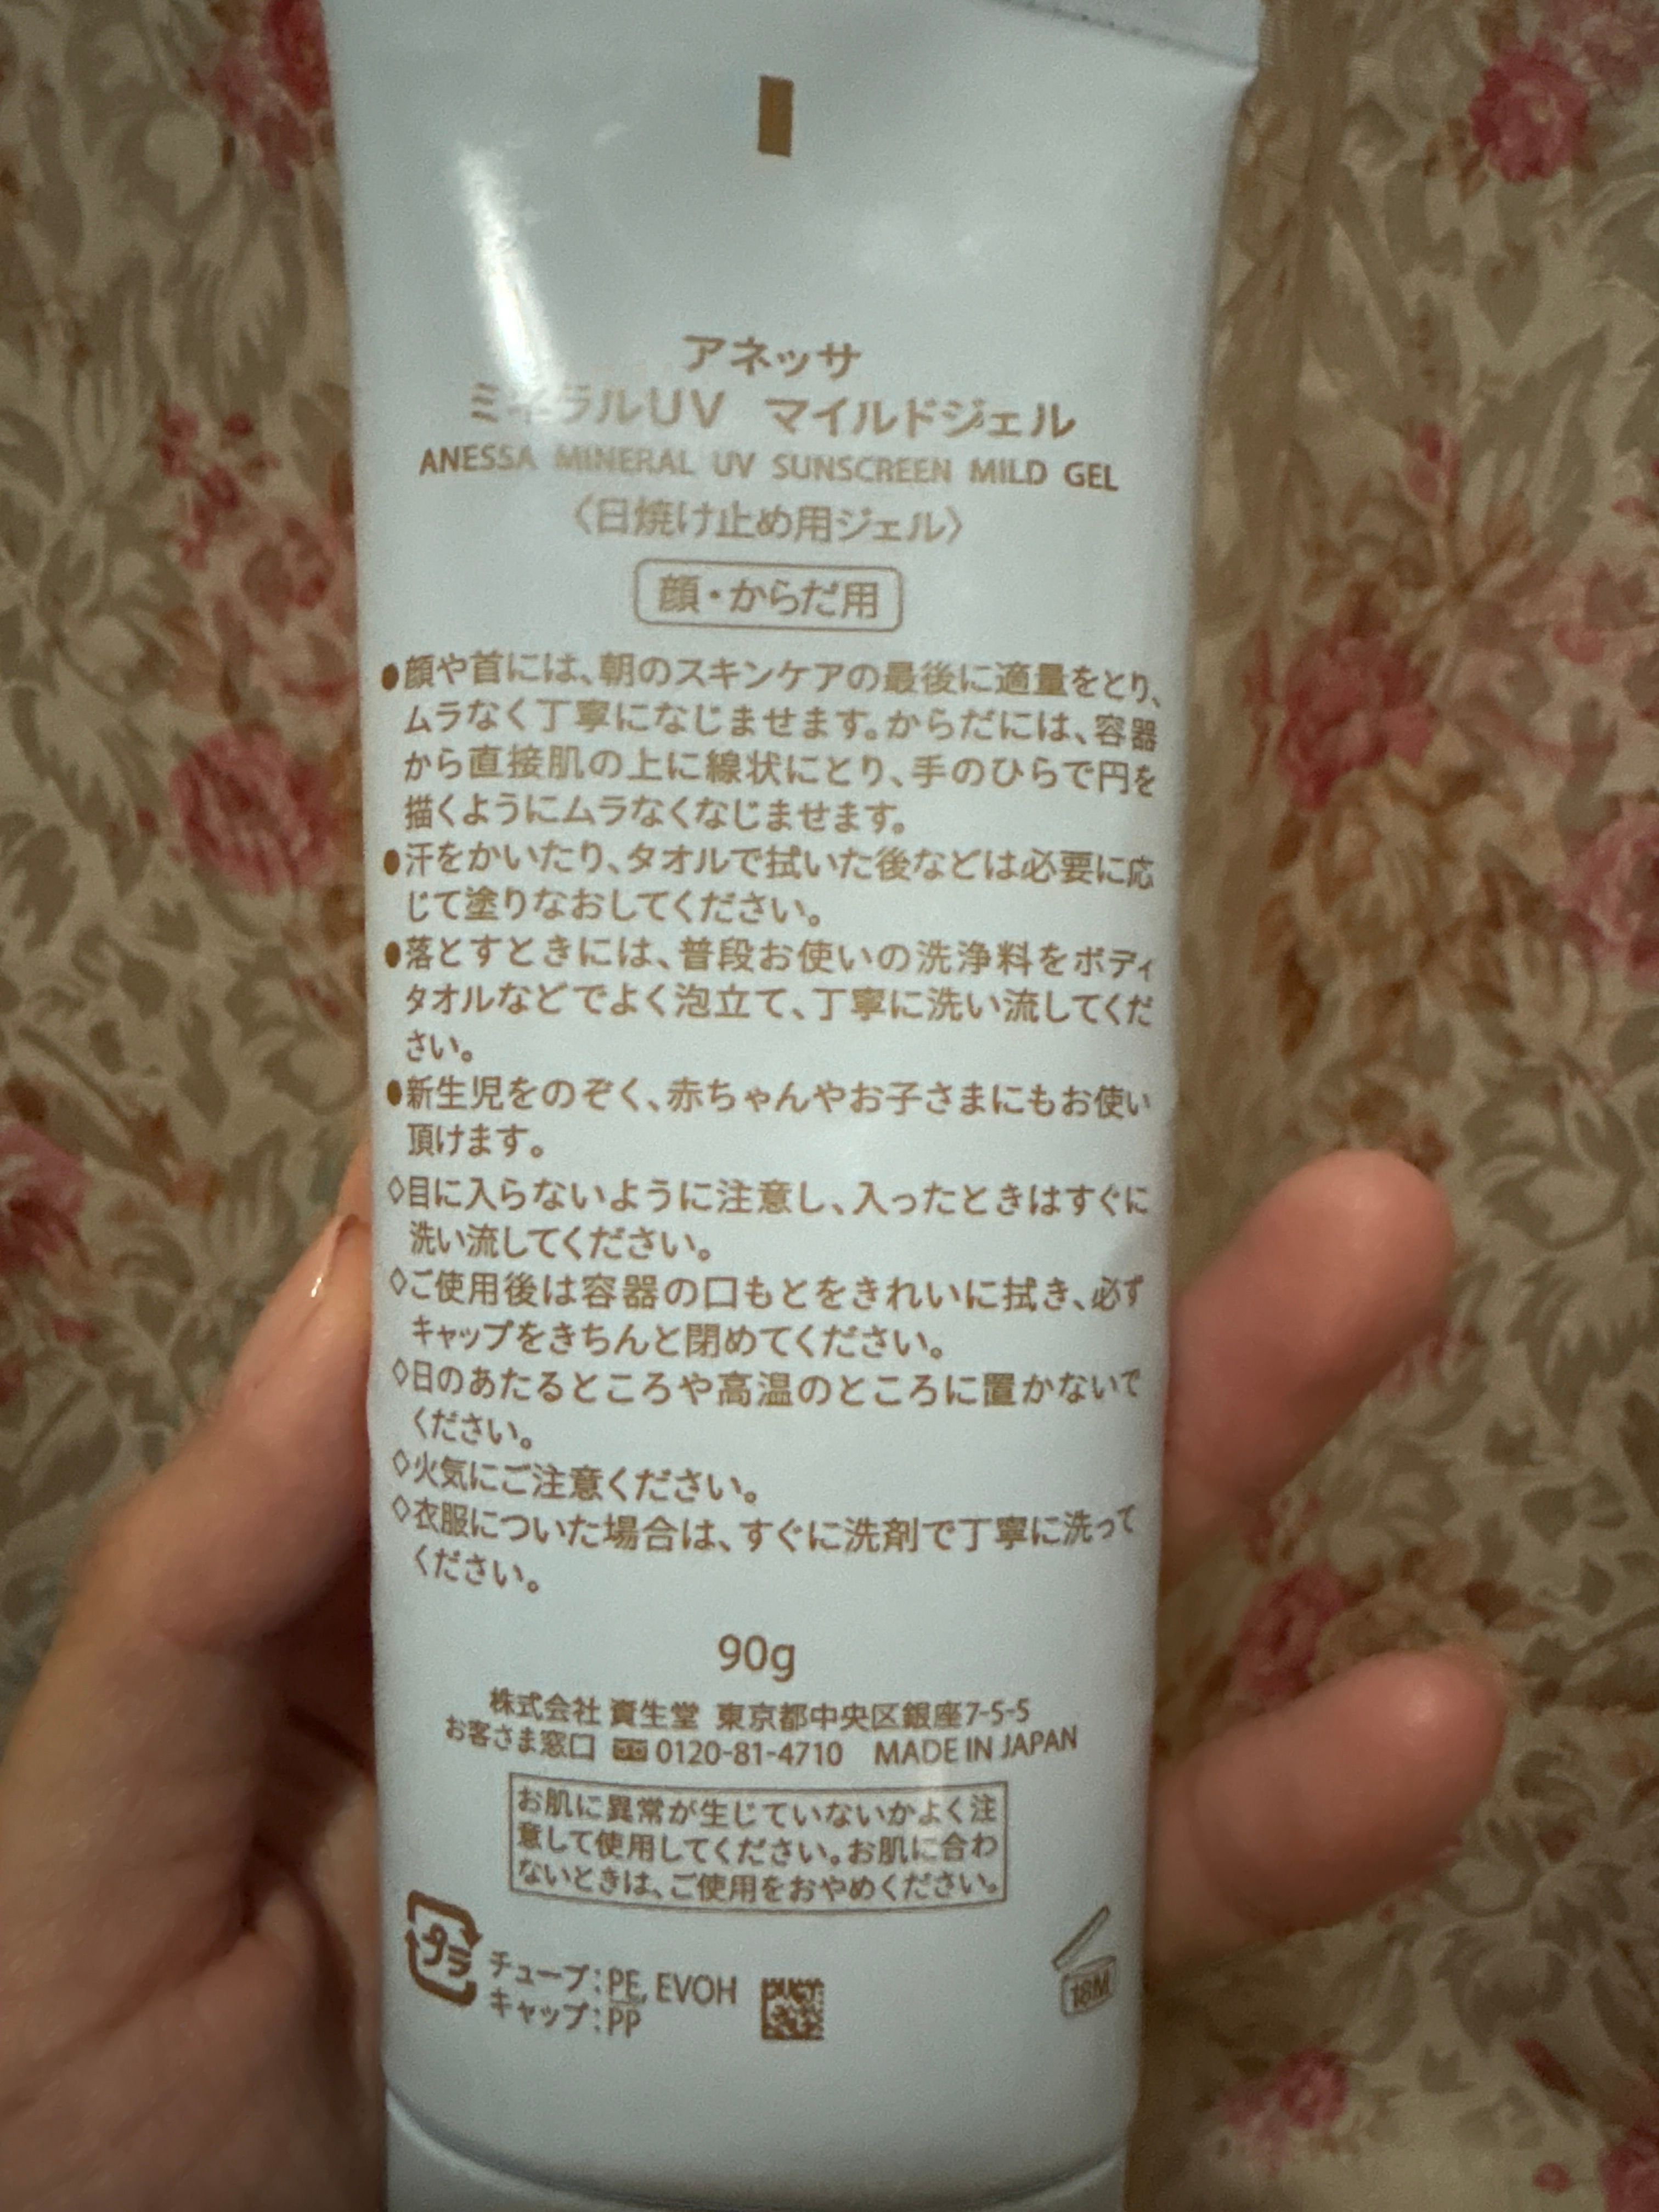 アネッサ
ミネラルUV マイルドジェル
ANESSA MINERAL UV SUNSCREEN MILD GEL
〈日焼け止め用ジェル〉
顔・からだ用
●顔や首には、朝のスキンケアの最後に適量をとり、
ムラなく丁寧になじませます。からだには、容器
から直接肌の上に線状にとり、手のひらで円を
描くようにムラなくなじませます。
●汗をかいたり、タオルで拭いた後などは必要に応
じて塗りなおしてください。
●落とすときには、普段お使いの洗浄料をボディ
タオルなどでよく泡立て、丁寧に洗い流してくだ
さい。
●新生児をのぞく、赤ちゃんやお子さまにもお使い
頂けます。
◇目に入らないように注意し、入ったときはすぐに
洗い流してください。
◇ご使用後は容器の口もとをきれいに拭き、必ず
キャップをきちんと閉めてください。
◇日のあたるところや高温のところに置かないで
ください。
◇火気にご注意ください。
◇衣服についた場合は、すぐに洗剤で丁寧に洗って
ください。
90g
株式会社 資生堂 東京都中央区銀座7-5-5
お客さま窓口 0120-81-4710 MADE IN JAPAN
お肌に異常が生じていないかよく注
意して使用してください。お肌に合わ
ないときは、ご使用をおやめください。
プラ
チューブ:PE, EVOH
キャップ:PP
18M